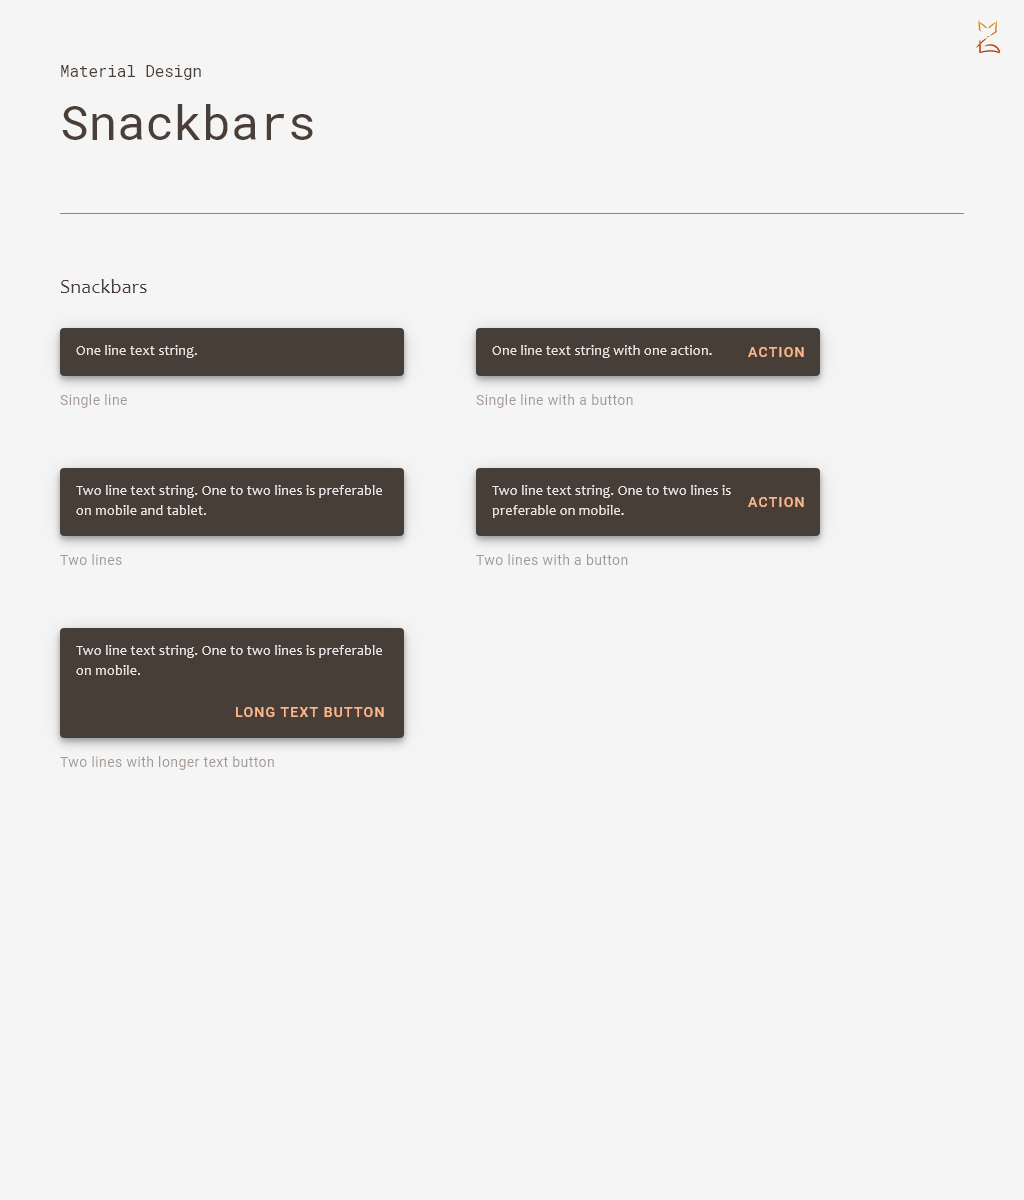 Material Design
Snackbars
Snackbars
One line text string.
Single line
One line text string with one action.
ACTION
Single line with a button
Two line text string. One to two lines is preferable
on mobile and tablet.
Two lines
Two line text string. One to two lines is
preferable on mobile.
ACTION
Two lines with a button
Two line text string. One to two lines is preferable
on mobile.
LONG TEXT BUTTON
Two lines with longer text button